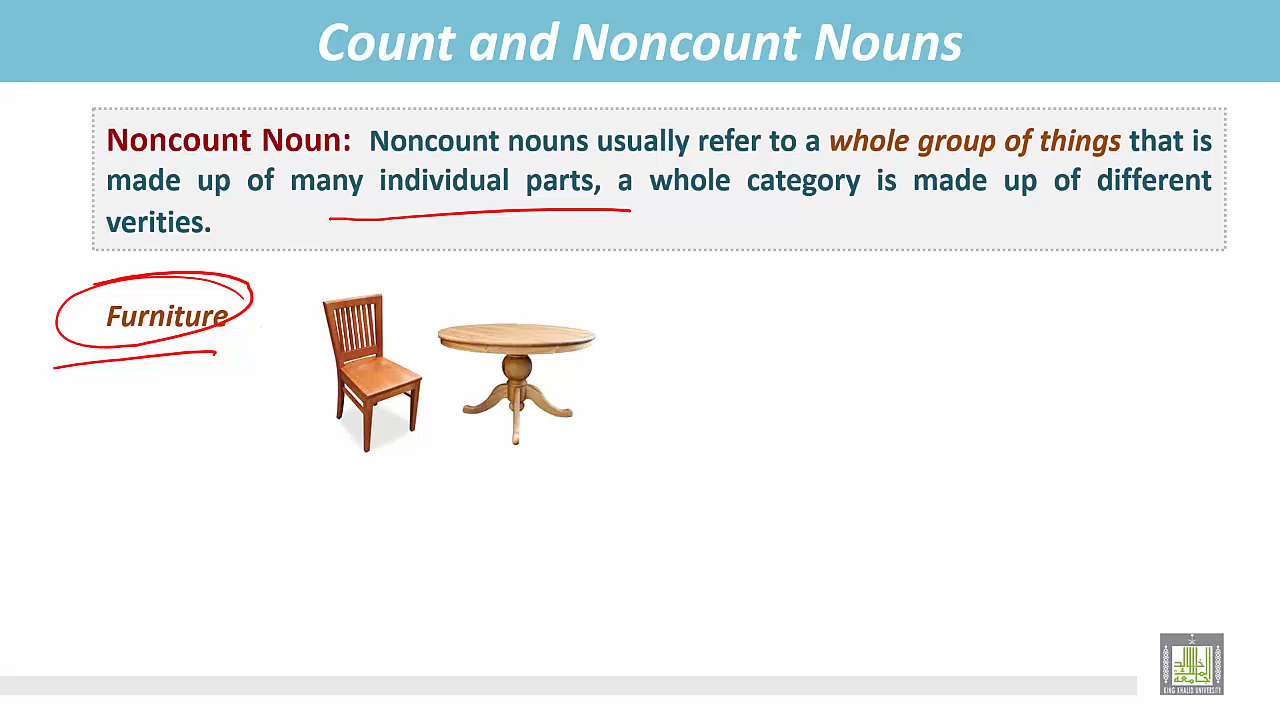 Count and Noncount Nouns
Noncount Noun: Noncount nouns usually refer to a whole group of things that is
made up of many individual parts, a whole category is made up of different
verities.
Furniture
KING KHALID UNIVERSITY